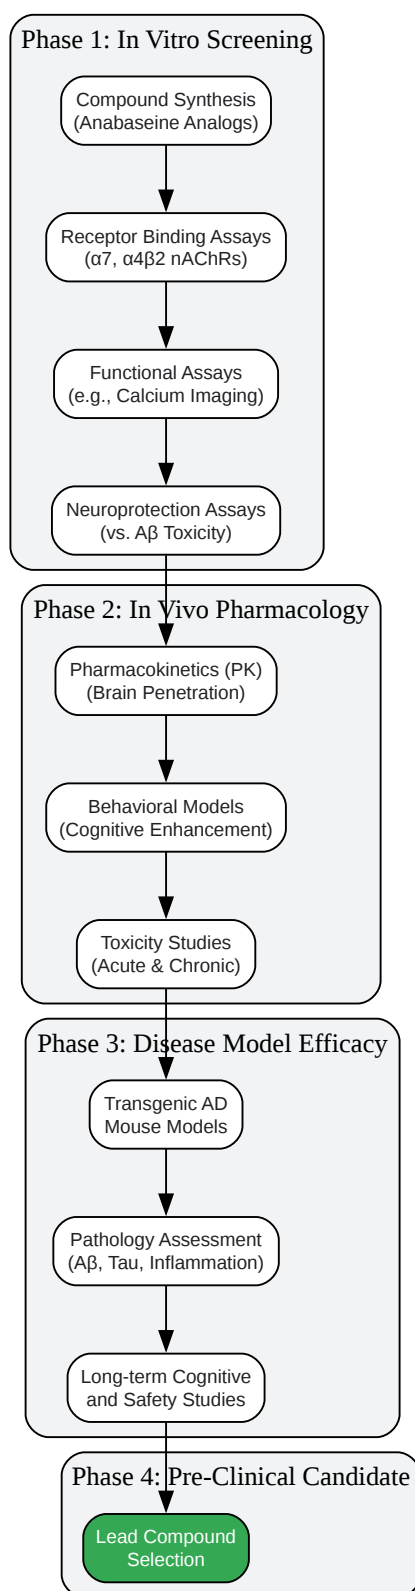 Phase 1: In Vitro Screening
Compound Synthesis
(Anabaseine Analogs)
Receptor Binding Assays
(α7, α4β2 nAChRs)
Functional Assays
(e.g., Calcium Imaging)
Neuroprotection Assays
(vs. Aβ Toxicity)
Phase 2: In Vivo Pharmacology
Pharmacokinetics (PK)
(Brain Penetration)
Behavioral Models
(Cognitive Enhancement)
Toxicity Studies
(Acute & Chronic)
Phase 3: Disease Model Efficacy
Transgenic AD
Mouse Models
Pathology Assessment
(Aβ, Tau, Inflammation)
Long-term Cognitive
and Safety Studies
Phase 4: Pre-Clinical Candidate
Lead Compound
Selection